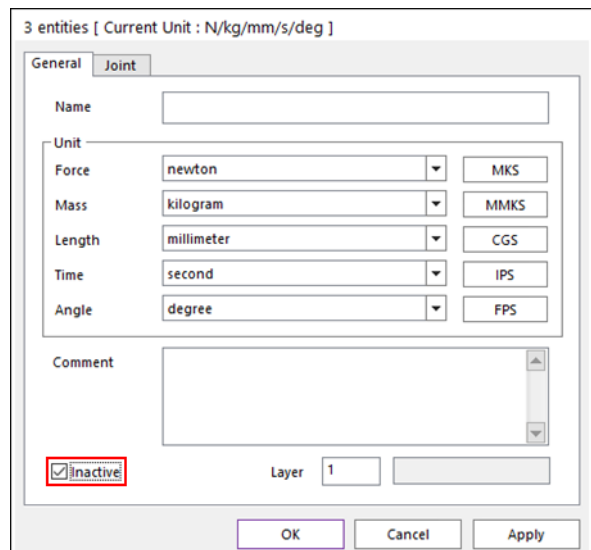 3 entities [ Current Unit : N/kg/mm/s/deg ]
General Joint
Name
Unit
Force newton MKS
Mass kilogram MMKS
Length millimeter CGS
Time second IPS
Angle degree FPS
Comment
Inactive Layer 1
OK Cancel Apply